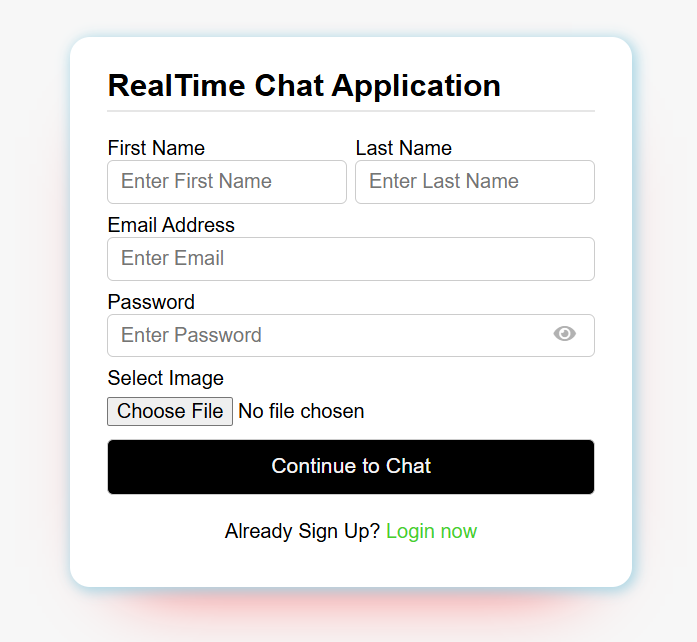 RealTime Chat Application
First Name Last Name
Enter First Name Enter Last Name
Email Address
Enter Email
Password
Enter Password
Select Image
Choose File No file chosen
Continue to Chat
Already Sign Up? Login now